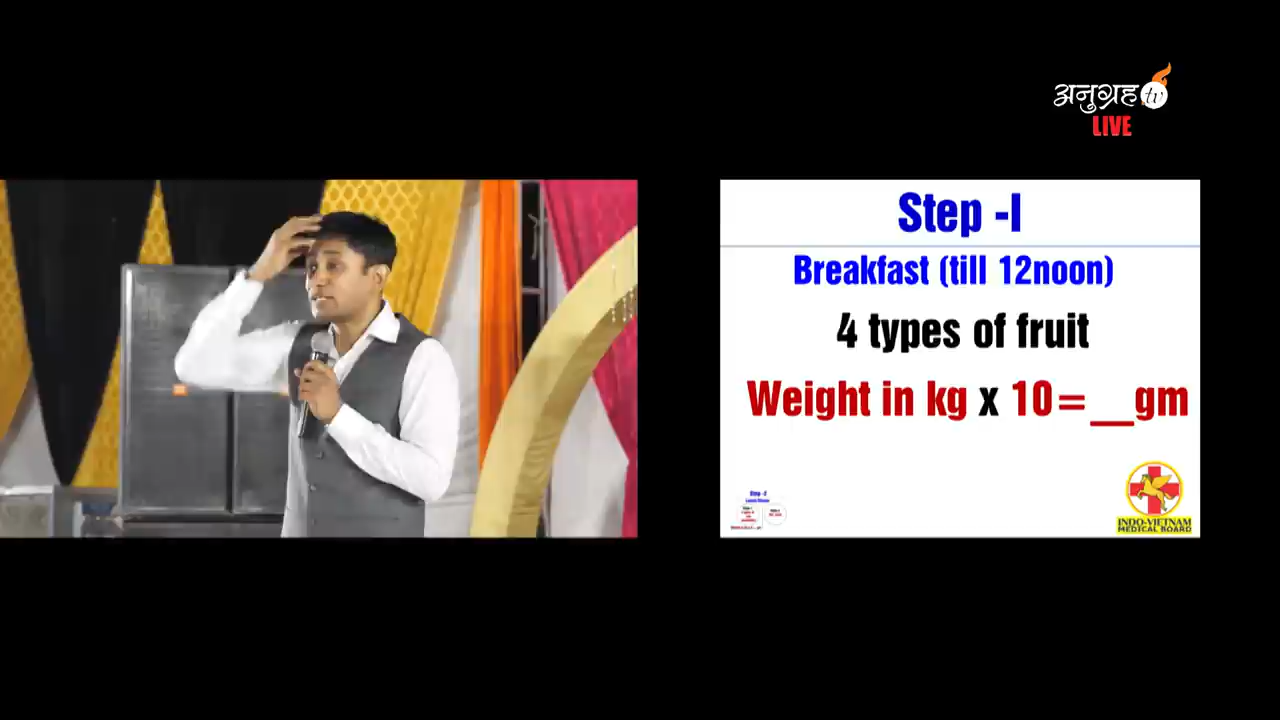 अनुग्रह tv
LIVE
Step -I
Breakfast (till 12noon)
4 types of fruit
Weight in kg x 10=__gm
INDO-VIETNAM
MEDICAL BOARD